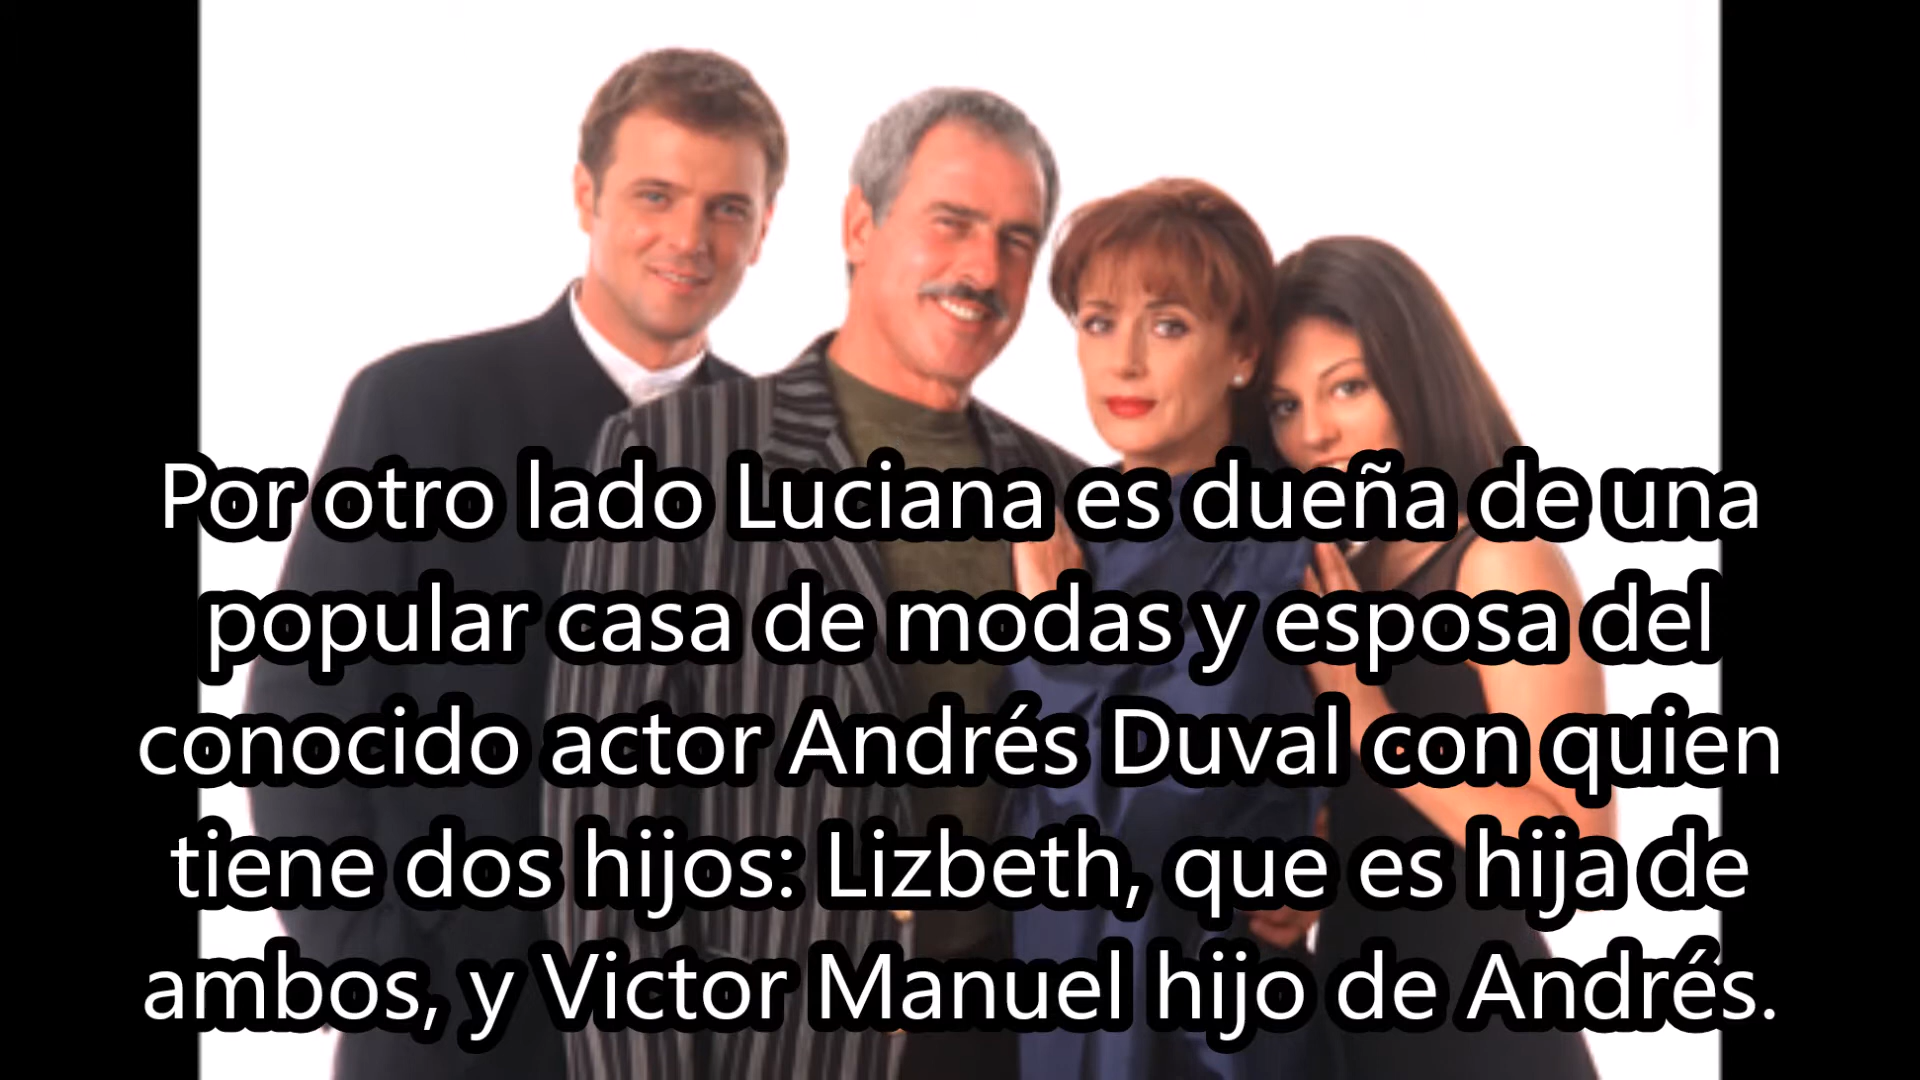 Por otro lado Luciana es dueña de una
popular casa de modas y esposa del
conocido actor Andrés Duval con quien
tiene dos hijos: Lizbeth, que es hija de
ambos, y Victor Manuel hijo de Andrés.